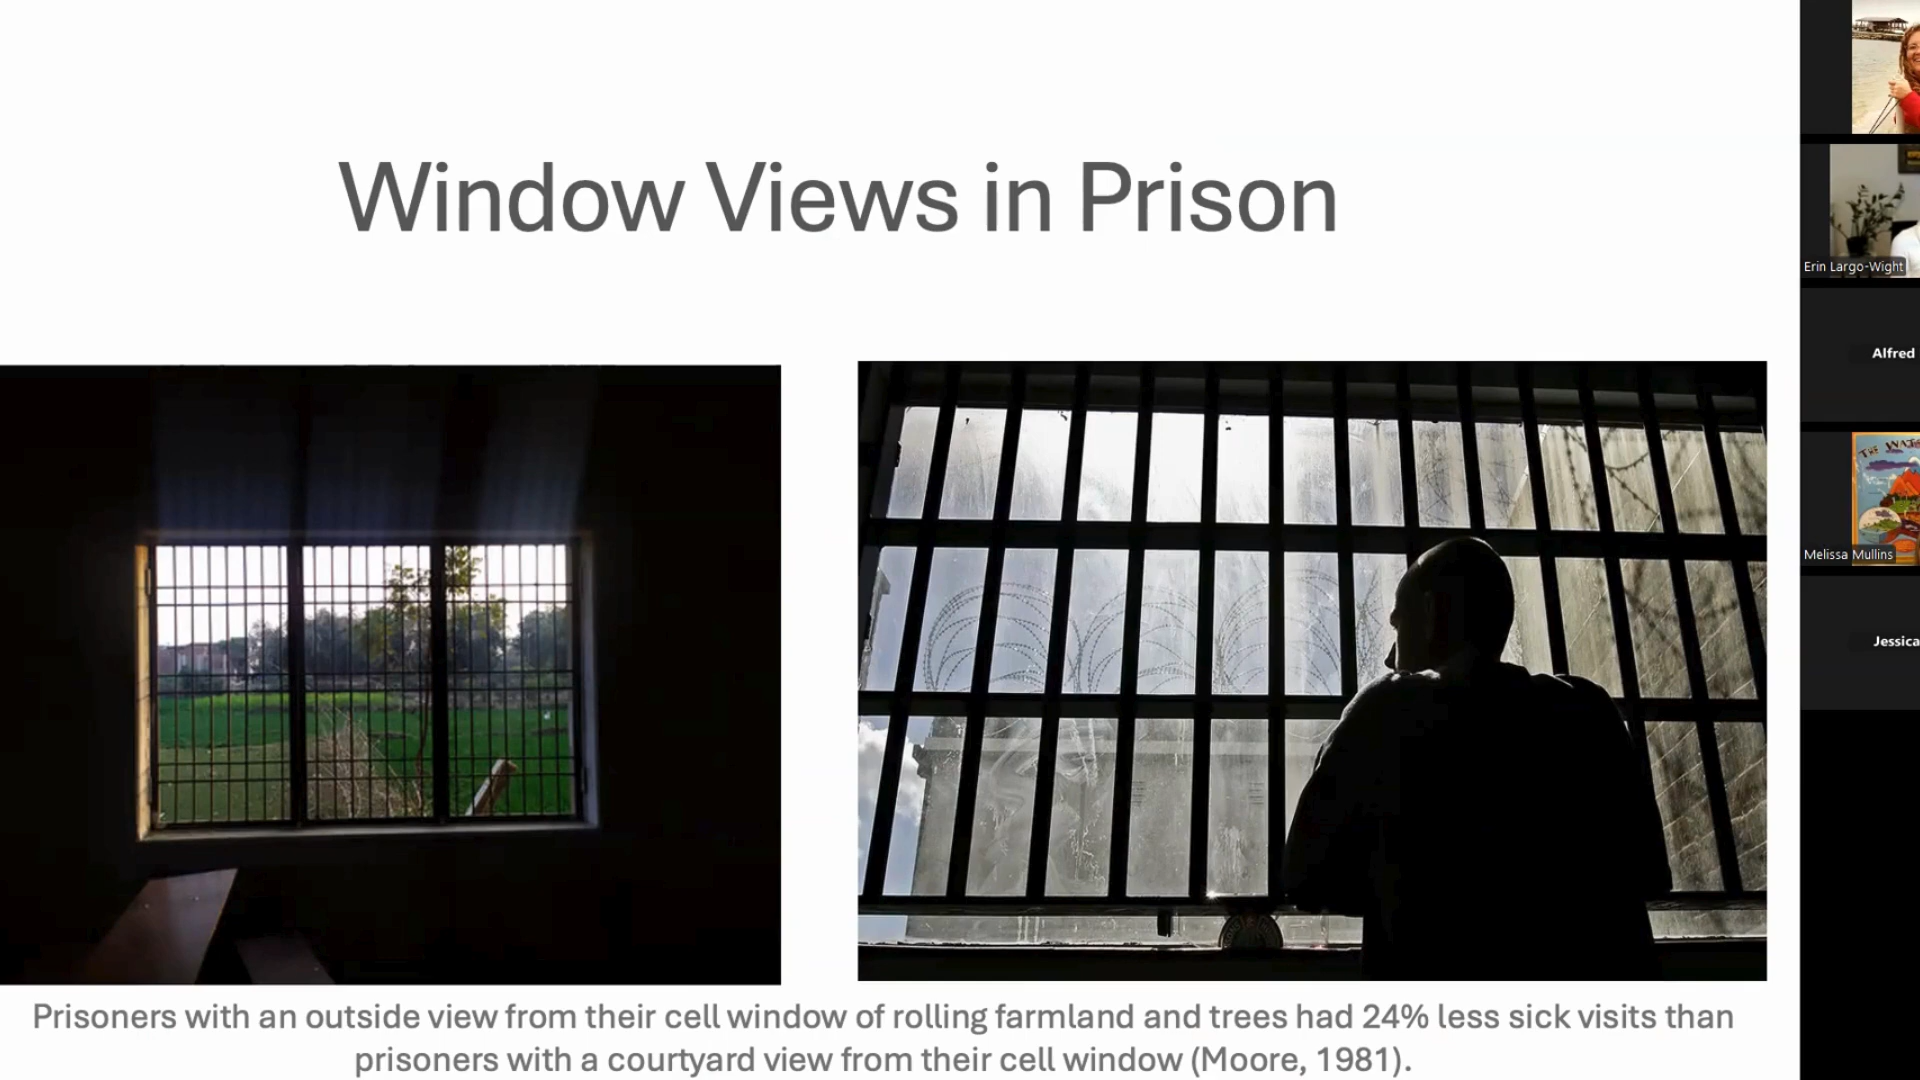 Window Views in Prison
Prisoners with an outside view from their cell window of rolling farmland and trees had 24% less sick visits than
prisoners with a courtyard view from their cell window (Moore, 1981).
Erin Largo-Wight
Alfred
THE WAT
Melissa Mullins
Jessica